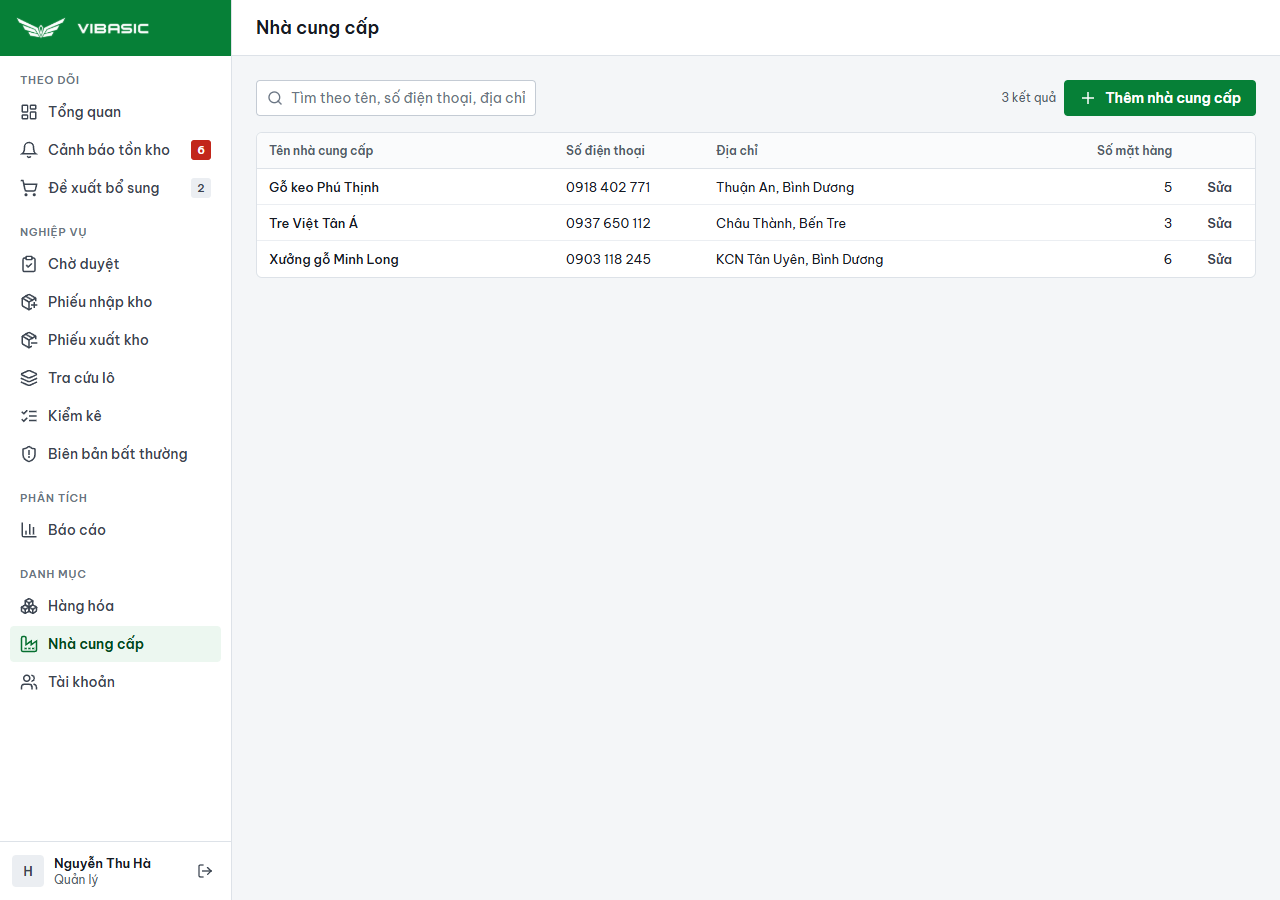 VIBASIC
Nhà cung cấp
THEO DÕI
Tổng quan
Cảnh báo tồn kho 6
Đề xuất bổ sung 2
NGHIỆP VỤ
Chờ duyệt
Phiếu nhập kho
Phiếu xuất kho
Tra cứu lô
Kiểm kê
Biên bản bất thường
PHÂN TÍCH
Báo cáo
DANH MỤC
Hàng hóa
Nhà cung cấp
Tài khoản
H
Nguyễn Thu Hà
Quản lý
Tìm theo tên, số điện thoại, địa chỉ
3 kết quả
Thêm nhà cung cấp
Tên nhà cung cấp Số điện thoại Địa chỉ Số mặt hàng
Gỗ keo Phú Thịnh 0918 402 771 Thuận An, Bình Dương 5 Sửa
Tre Việt Tân Á 0937 650 112 Châu Thành, Bến Tre 3 Sửa
Xưởng gỗ Minh Long 0903 118 245 KCN Tân Uyên, Bình Dương 6 Sửa